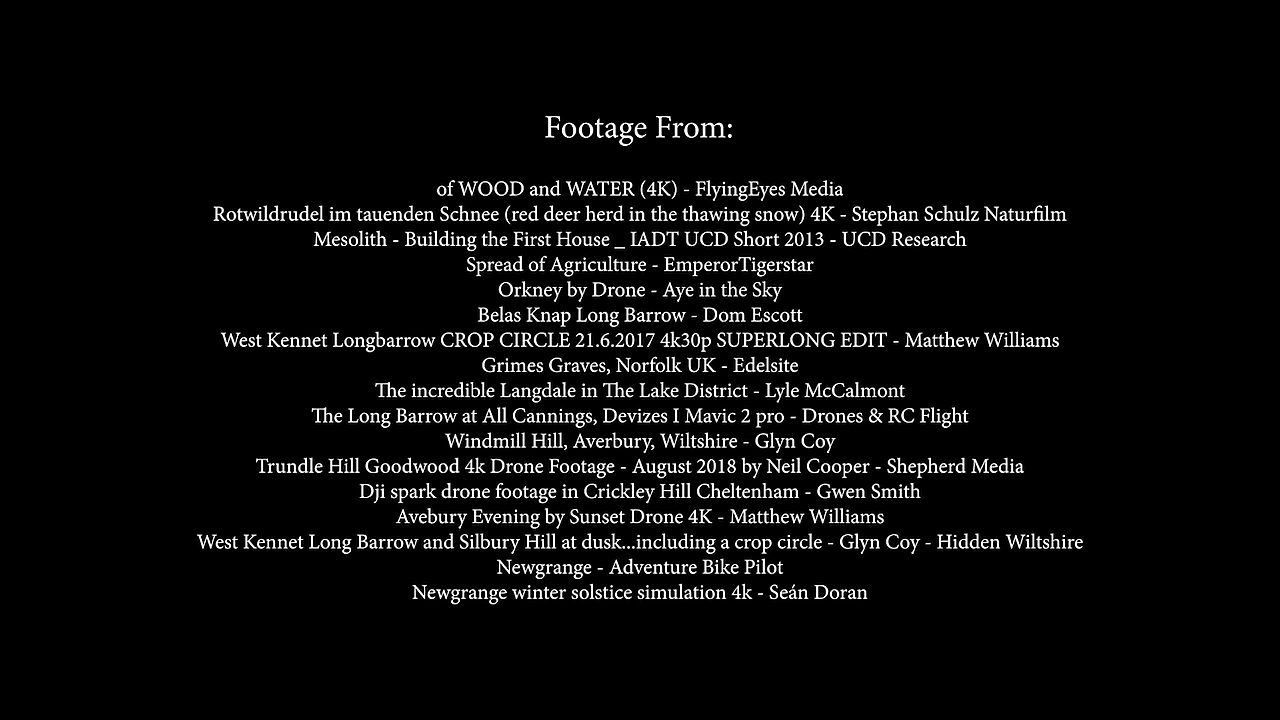 Footage From:
of WOOD and WATER (4K) - FlyingEyes Media
Rotwildrudel im tauenden Schnee (red deer herd in the thawing snow) 4K - Stephan Schulz Naturfilm
Mesolith - Building the First House _ IADT UCD Short 2013 - UCD Research
Spread of Agriculture - EmperorTigerstar
Orkney by Drone - Aye in the Sky
Belas Knap Long Barrow - Dom Escott
West Kennet Longbarrow CROP CIRCLE 21.6.2017 4k30p SUPERLONG EDIT - Matthew Williams
Grimes Graves, Norfolk UK - Edelsite
The incredible Langdale in The Lake District - Lyle McCalmont
The Long Barrow at All Cannings, Devizes I Mavic 2 pro - Drones & RC Flight
Windmill Hill, Averbury, Wiltshire - Glyn Coy
Trundle Hill Goodwood 4k Drone Footage - August 2018 by Neil Cooper - Shepherd Media
Dji spark drone footage in Crickley Hill Cheltenham - Gwen Smith
Avebury Evening by Sunset Drone 4K - Matthew Williams
West Kennet Long Barrow and Silbury Hill at dusk...including a crop circle - Glyn Coy - Hidden Wiltshire
Newgrange - Adventure Bike Pilot
Newgrange winter solstice simulation 4k - Seán Doran